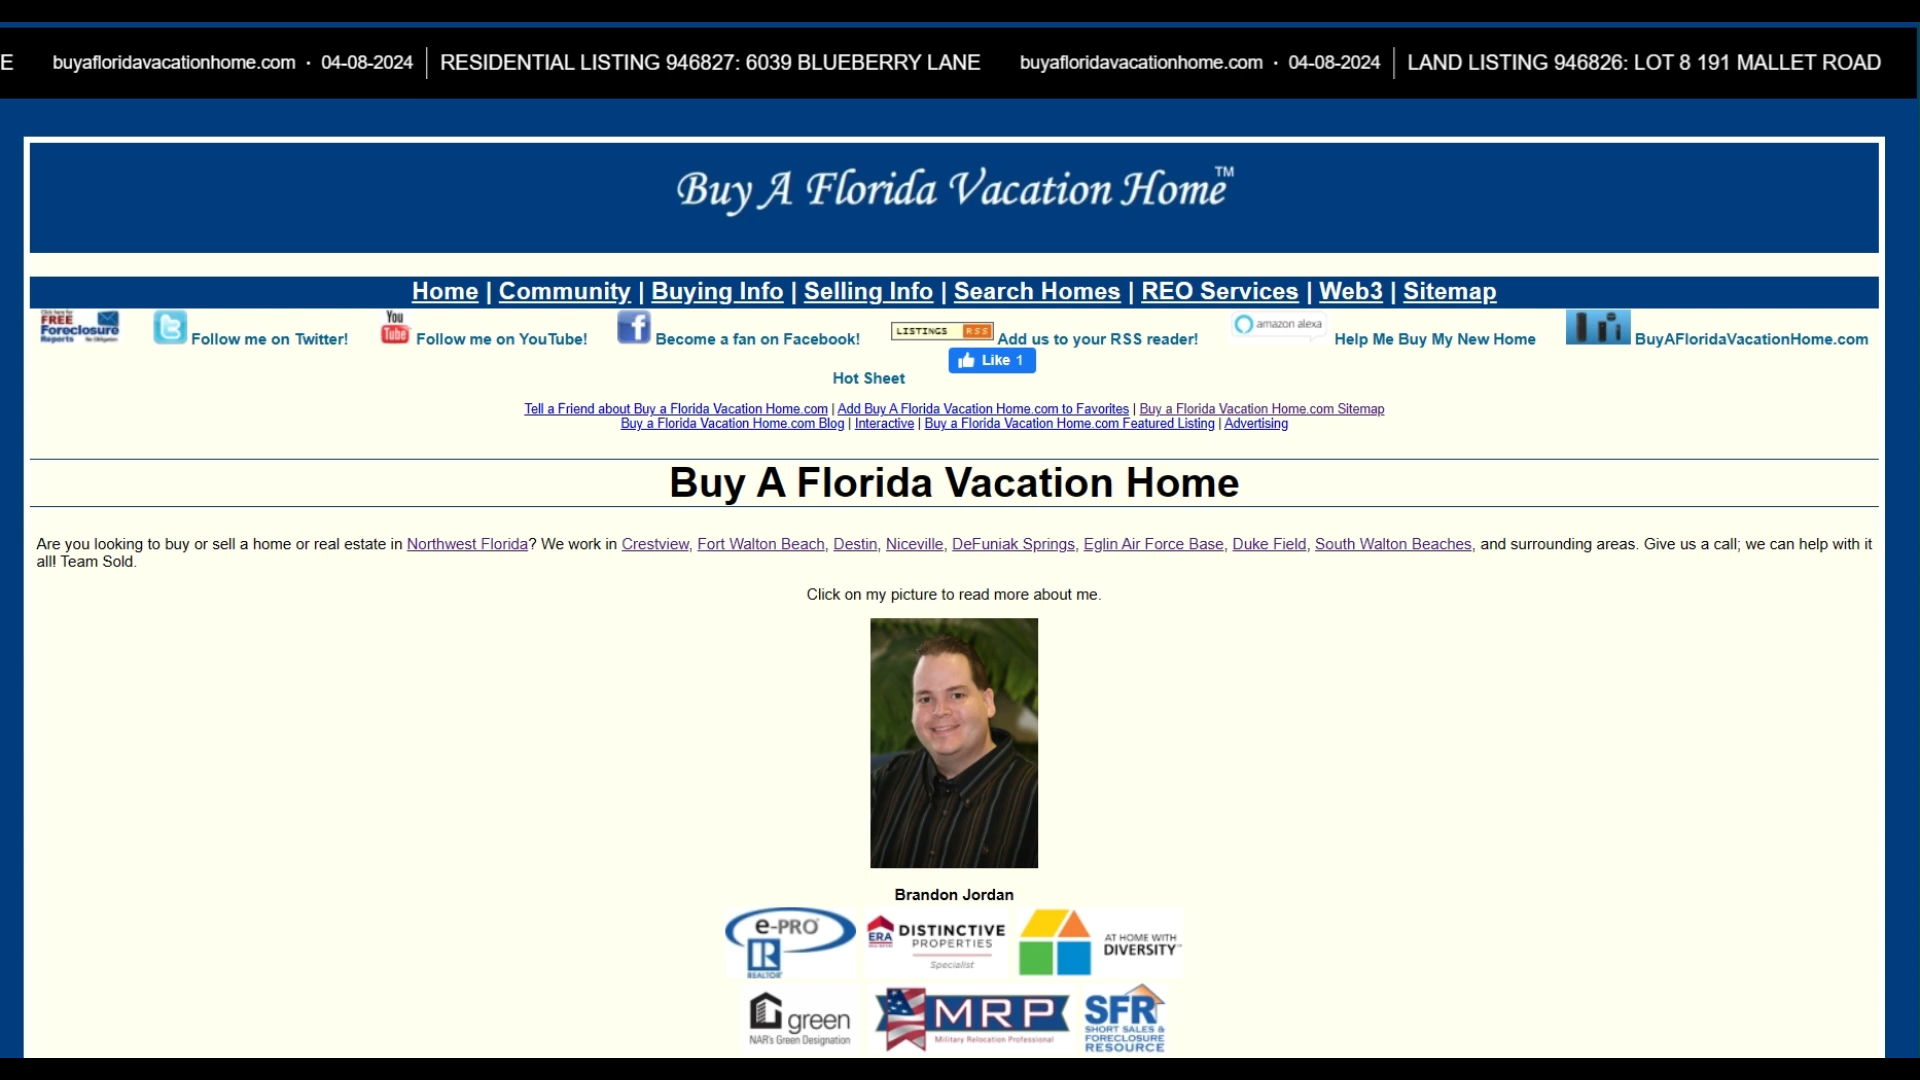 E buyafloridavacationhome.com · 04-08-2024 | RESIDENTIAL LISTING 946827: 6039 BLUEBERRY LANE buyafloridavacationhome.com · 04-08-2024 | LAND LISTING 946826: LOT 8 191 MALLET ROAD
Buy A Florida Vacation Home™
Home | Community | Buying Info | Selling Info | Search Homes | REO Services | Web3 | Sitemap
Click here for
FREE
Foreclosure
Reports No Obligation
Follow me on Twitter!
You
Tube
Follow me on YouTube!
Become a fan on Facebook!
LISTINGS RSS
Add us to your RSS reader!
amazon alexa
Help Me Buy My New Home
BuyAFloridaVacationHome.com
Hot Sheet
Like 1
Tell a Friend about Buy a Florida Vacation Home.com | Add Buy A Florida Vacation Home.com to Favorites | Buy a Florida Vacation Home.com Sitemap
Buy a Florida Vacation Home.com Blog | Interactive | Buy a Florida Vacation Home.com Featured Listing | Advertising
Buy A Florida Vacation Home
Are you looking to buy or sell a home or real estate in Northwest Florida? We work in Crestview, Fort Walton Beach, Destin, Niceville, DeFuniak Springs, Eglin Air Force Base, Duke Field, South Walton Beaches, and surrounding areas. Give us a call; we can help with it
all! Team Sold.
Click on my picture to read more about me.
Brandon Jordan
e-PRO®
R
REALTOR®
ERA
DISTINCTIVE
PROPERTIES
Specialist
AT HOME WITH
DIVERSITY™
green
NAR's Green Designation
MRP
Military Relocation Professional
SFR
SHORT SALES &
FORECLOSURE
RESOURCE